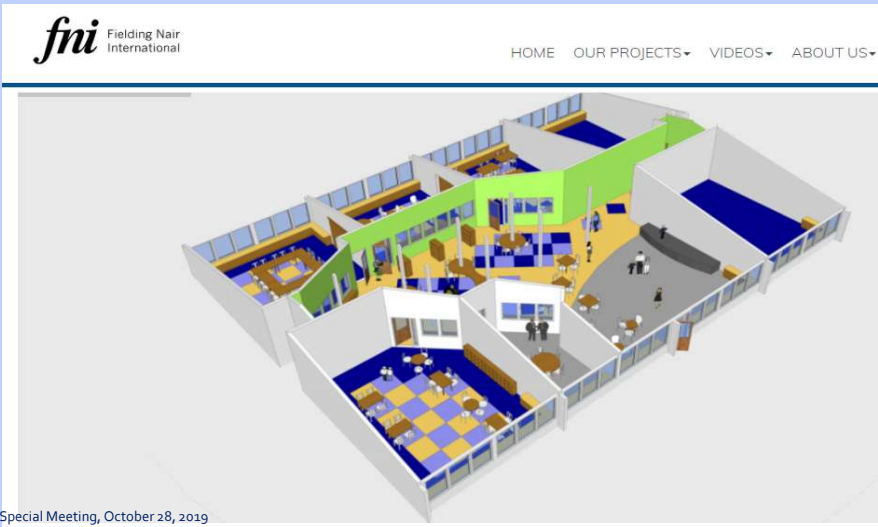 fni Fielding Nair
International
HOME OUR PROJECTS▾ VIDEOS▾ ABOUT US▾
Special Meeting, October 28, 2019